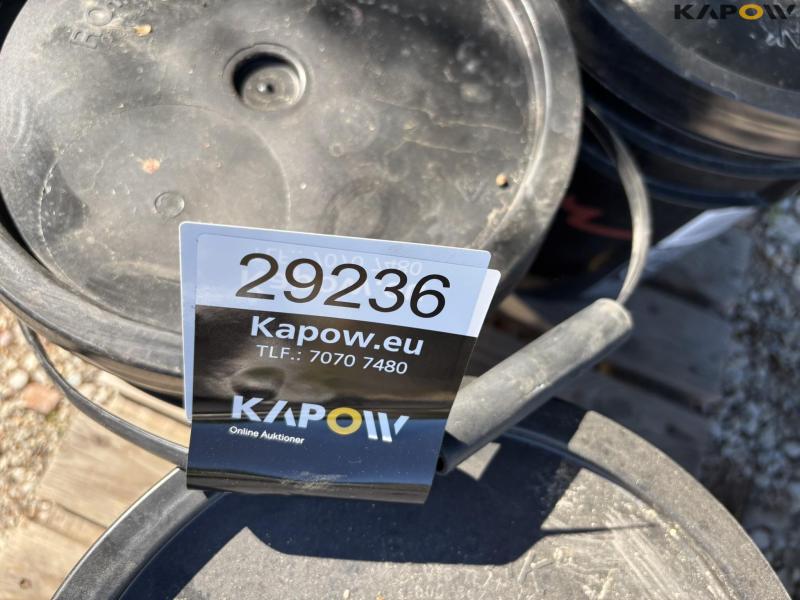 KAPOW
29236
Kapow.eu
TLF.: 7070 7480
KAPOW
Online Auktioner